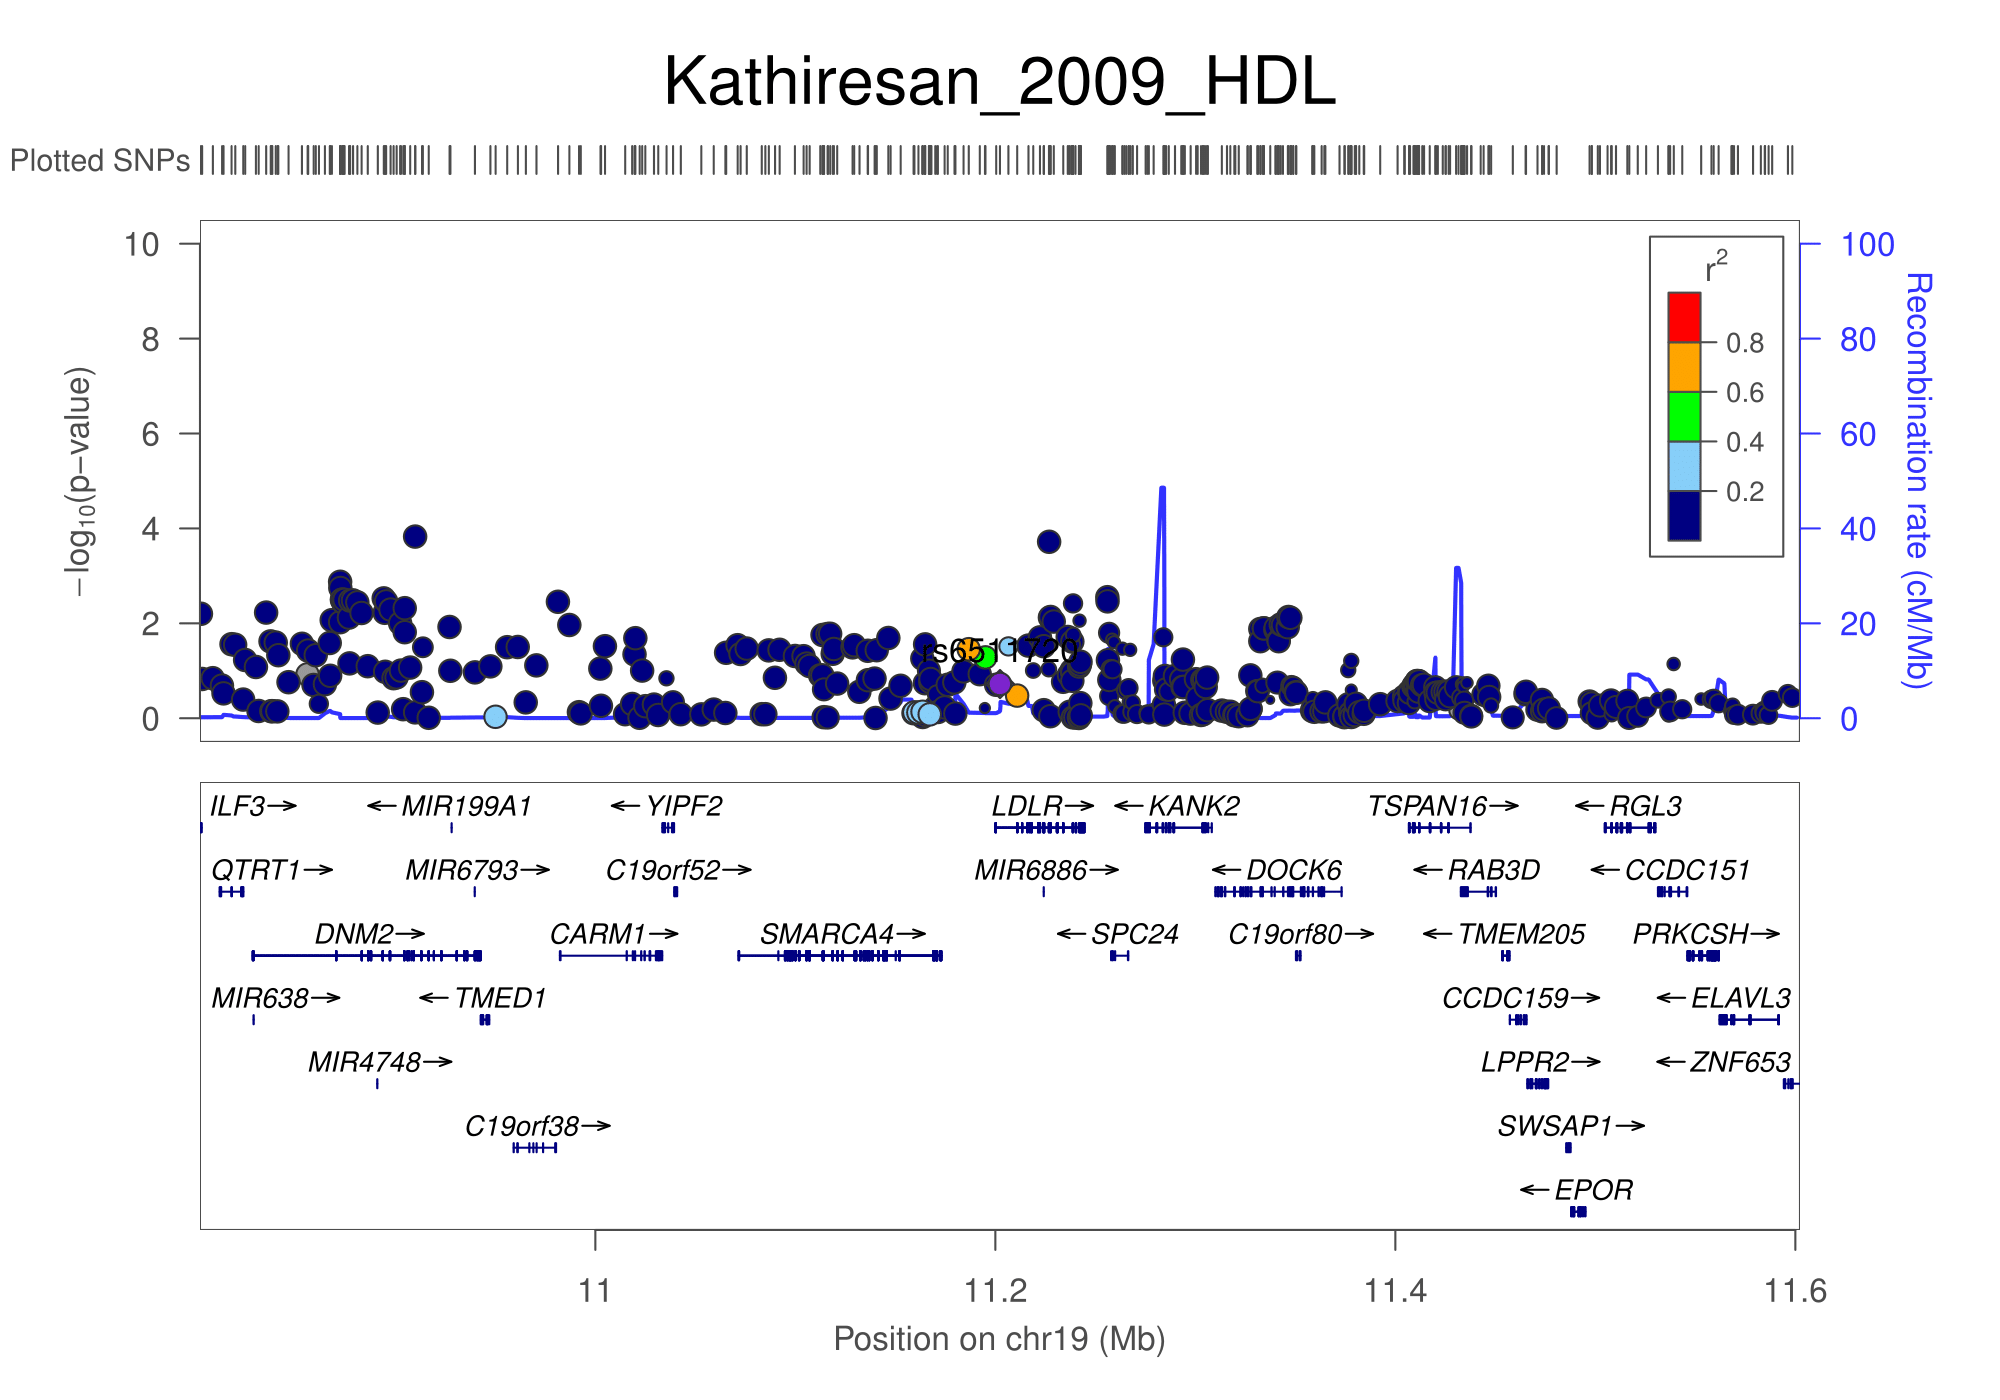 Kathiresan_2009_HDL
Plotted SNPs
10
8
6
4
2
0
−log10(p−value)
100
80
60
40
20
0
Recombination rate (cM/Mb)
r2
0.8
0.6
0.4
0.2
rs6511720
ILF3→ ←MIR199A1 ←YIPF2 LDLR→ ←KANK2 TSPAN16→ ←RGL3
QTRT1→ MIR6793→ C19orf52→ MIR6886→ ←DOCK6 ←RAB3D ←CCDC151
DNM2→ CARM1→ SMARCA4→ ←SPC24 C19orf80→ ←TMEM205 PRKCSH→
MIR638→ ←TMED1 CCDC159→ ←ELAVL3
MIR4748→ LPPR2→ ←ZNF653
C19orf38→ SWSAP1→
←EPOR
11 11.2 11.4 11.6
Position on chr19 (Mb)